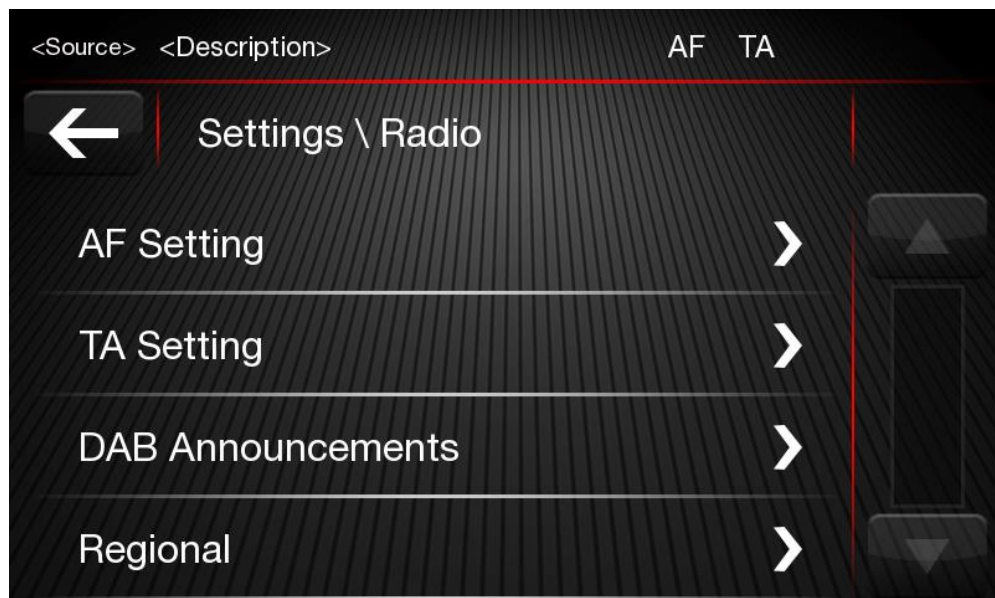 <Source> <Description> AF TA
Settings \ Radio
AF Setting
TA Setting
DAB Announcements
Regional